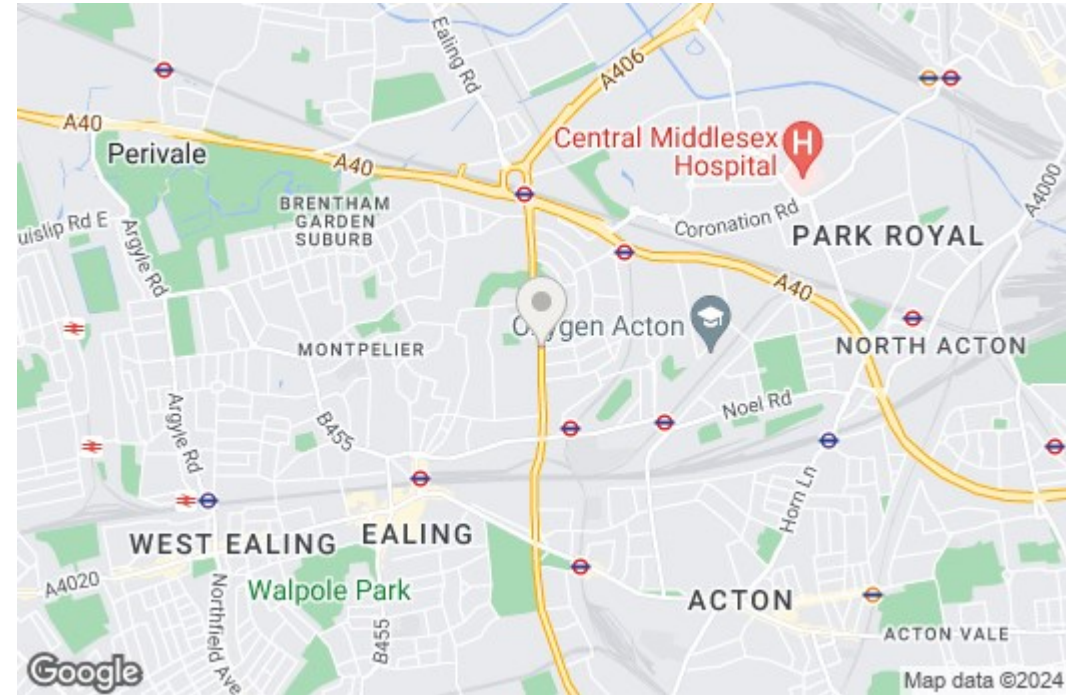 Ealing Rd
A406
A40
Perivale
A40
Central Middlesex
Hospital
H
A4000
BRENTHAM
GARDEN
SUBURB
uislip Rd E
Argyle Rd
Coronation Rd
PARK ROYAL
A40
Acton
MONTPELIER
NORTH ACTON
Argyle Rd
B455
Noel Rd
Horn Ln
WEST EALING
EALING
A4020
Walpole Park
Northfield Ave
B455
ACTON
ACTON VALE
Google
Map data ©2024